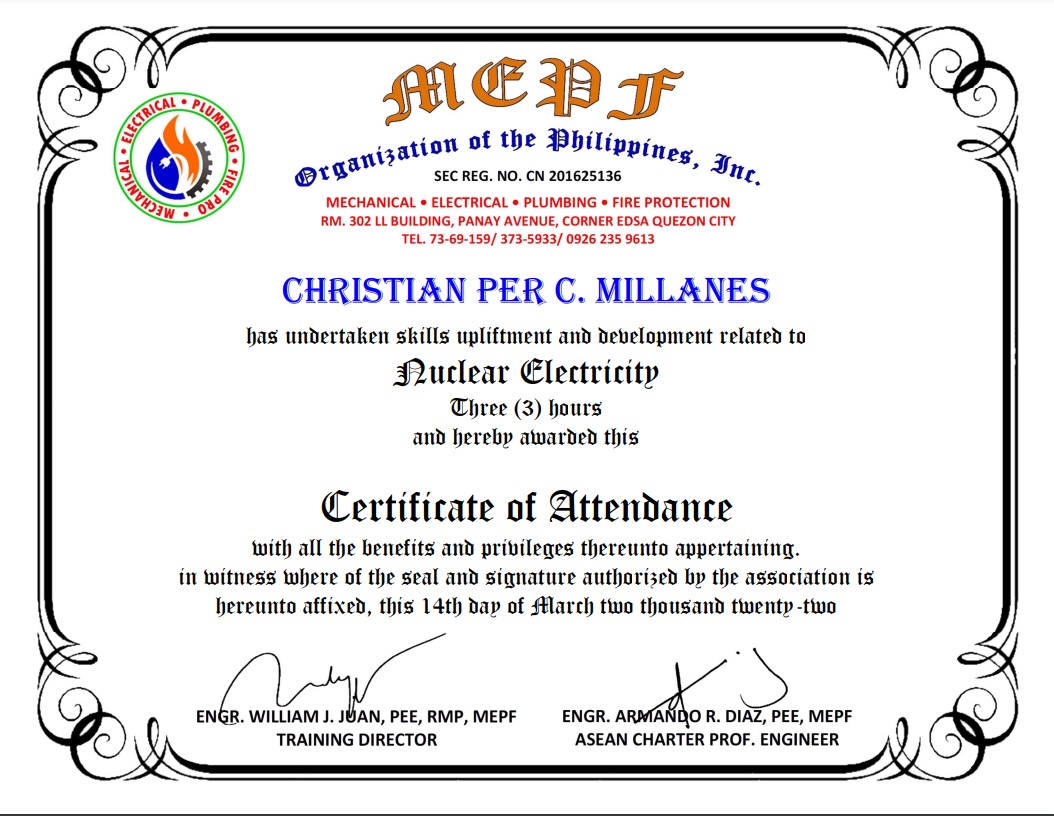 MECHANICAL • ELECTRICAL • PLUMBING • FIRE PRO •
MEPF
Organization of the Philippines, Inc.
SEC REG. NO. CN 201625136
MECHANICAL • ELECTRICAL • PLUMBING • FIRE PROTECTION
RM. 302 LL BUILDING, PANAY AVENUE, CORNER EDSA QUEZON CITY
TEL. 73-69-159/ 373-5933/ 0926 235 9613
CHRISTIAN PER C. MILLANES
has undertaken skills upliftment and development related to
Nuclear Electricity
Three (3) hours
and hereby awarded this
Certificate of Attendance
with all the benefits and privileges thereunto appertaining.
in witness where of the seal and signature authorized by the association is
hereunto affixed, this 14th day of March two thousand twenty-two
ENGR. WILLIAM J. JUAN, PEE, RMP, MEPF
TRAINING DIRECTOR
ENGR. ARMANDO R. DIAZ, PEE, MEPF
ASEAN CHARTER PROF. ENGINEER